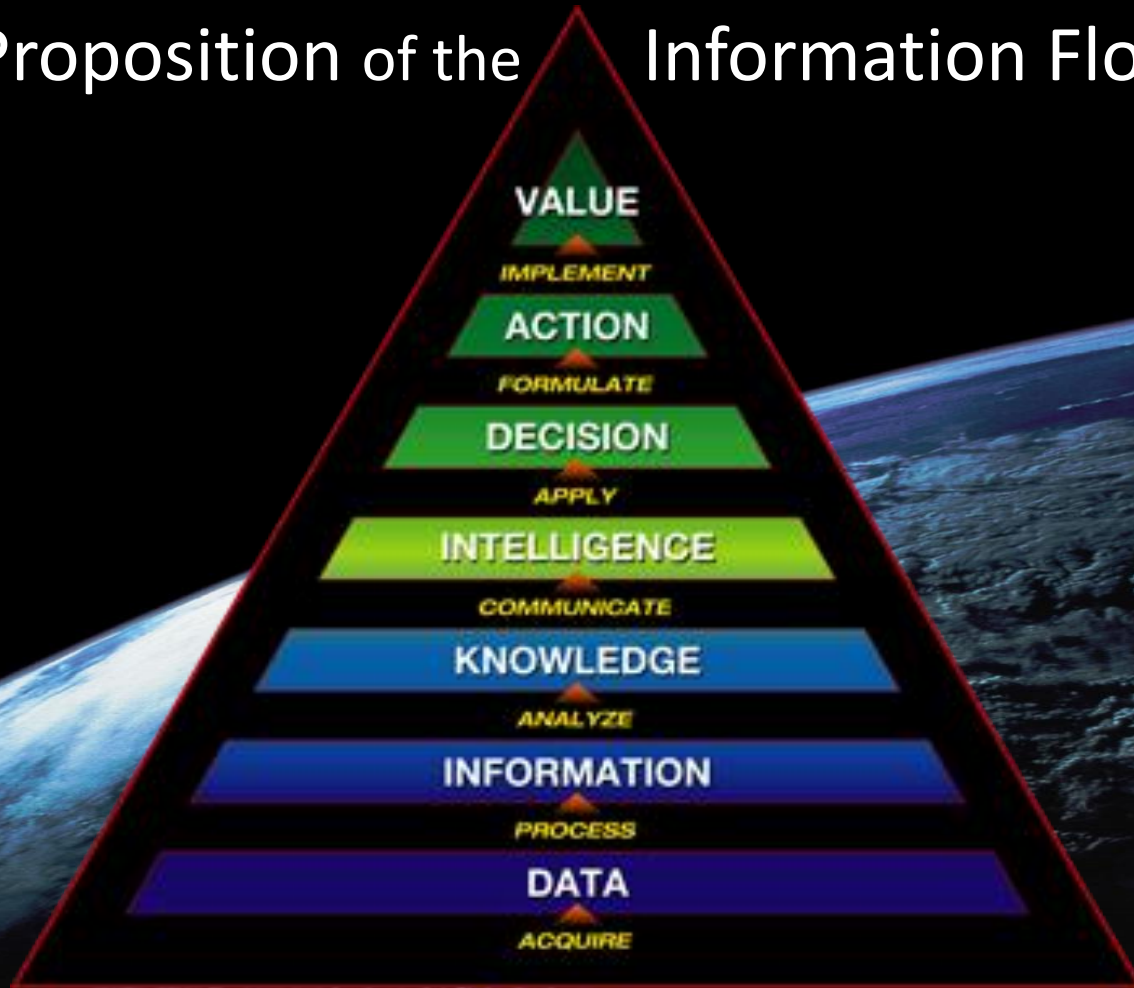 Proposition of the Information Flo
VALUE
IMPLEMENT
ACTION
FORMULATE
DECISION
APPLY
INTELLIGENCE
COMMUNICATE
KNOWLEDGE
ANALYZE
INFORMATION
PROCESS
DATA
ACQUIRE